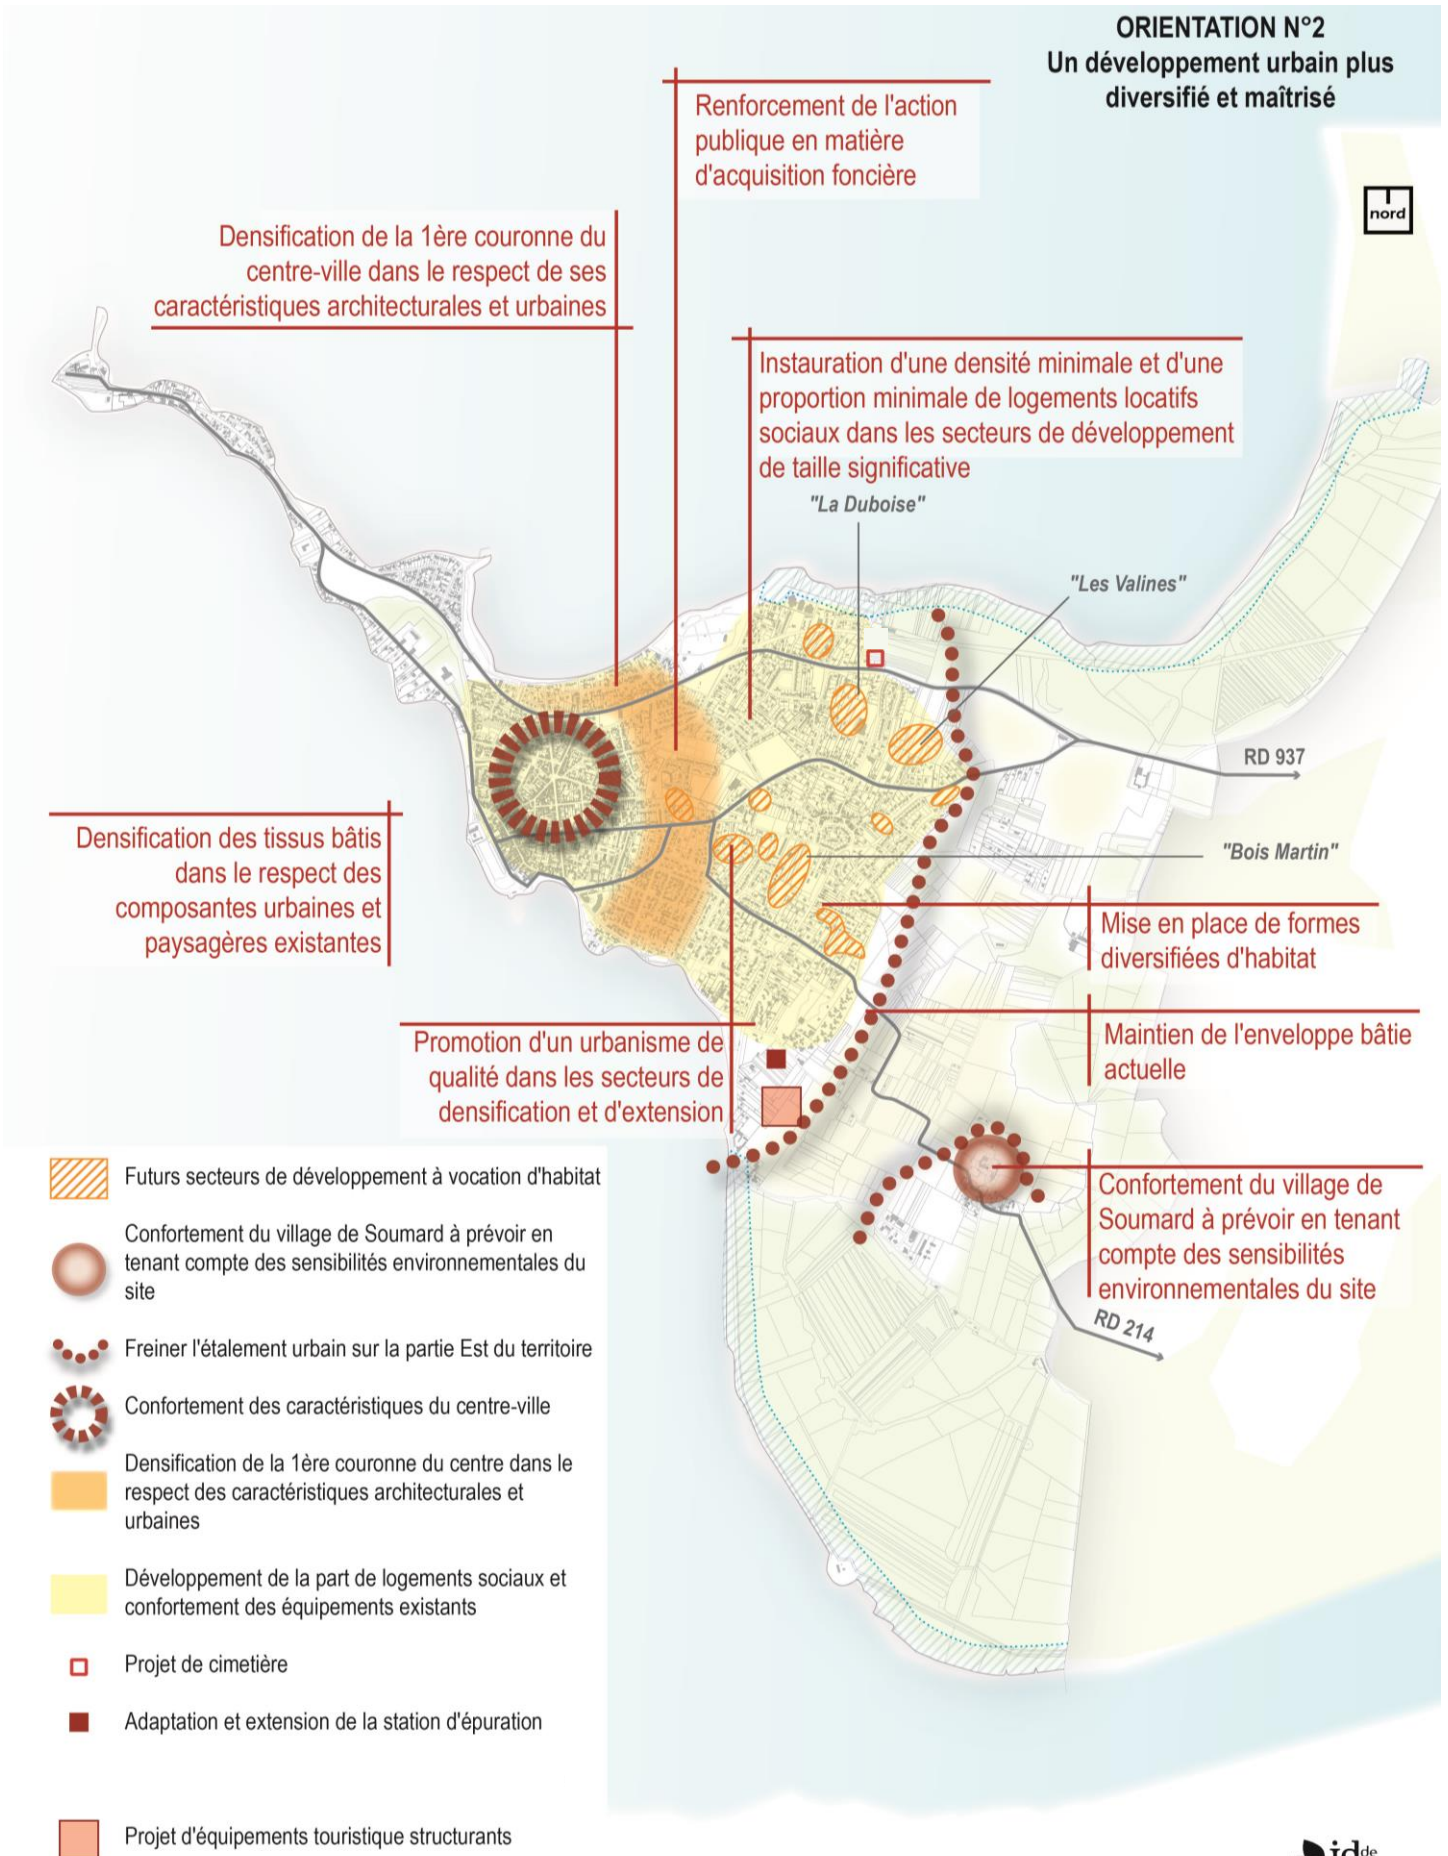 ORIENTATION N°2
Un développement urbain plus
diversifié et maîtrisé
Renforcement de l'action
publique en matière
d'acquisition foncière
nord
Densification de la 1ère couronne du
centre-ville dans le respect de ses
caractéristiques architecturales et urbaines
Instauration d'une densité minimale et d'une
proportion minimale de logements locatifs
sociaux dans les secteurs de développement
de taille significative
"La Duboise"
"Les Valines"
RD 937
Densification des tissus bâtis
dans le respect des
composantes urbaines et
paysagères existantes
"Bois Martin"
Mise en place de formes
diversifiées d'habitat
Promotion d'un urbanisme de
qualité dans les secteurs de
densification et d'extension
Maintien de l'enveloppe bâtie
actuelle
Confortement du village de
Soumard à prévoir en tenant
compte des sensibilités
environnementales du site
RD 214
Futurs secteurs de développement à vocation d'habitat
Confortement du village de Soumard à prévoir en
tenant compte des sensibilités environnementales du
site
Freiner l'étalement urbain sur la partie Est du territoire
Confortement des caractéristiques du centre-ville
Densification de la 1ère couronne du centre dans le
respect des caractéristiques architecturales et
urbaines
Développement de la part de logements sociaux et
confortement des équipements existants
Projet de cimetière
Adaptation et extension de la station d'épuration
Projet d'équipements touristique structurants
id de